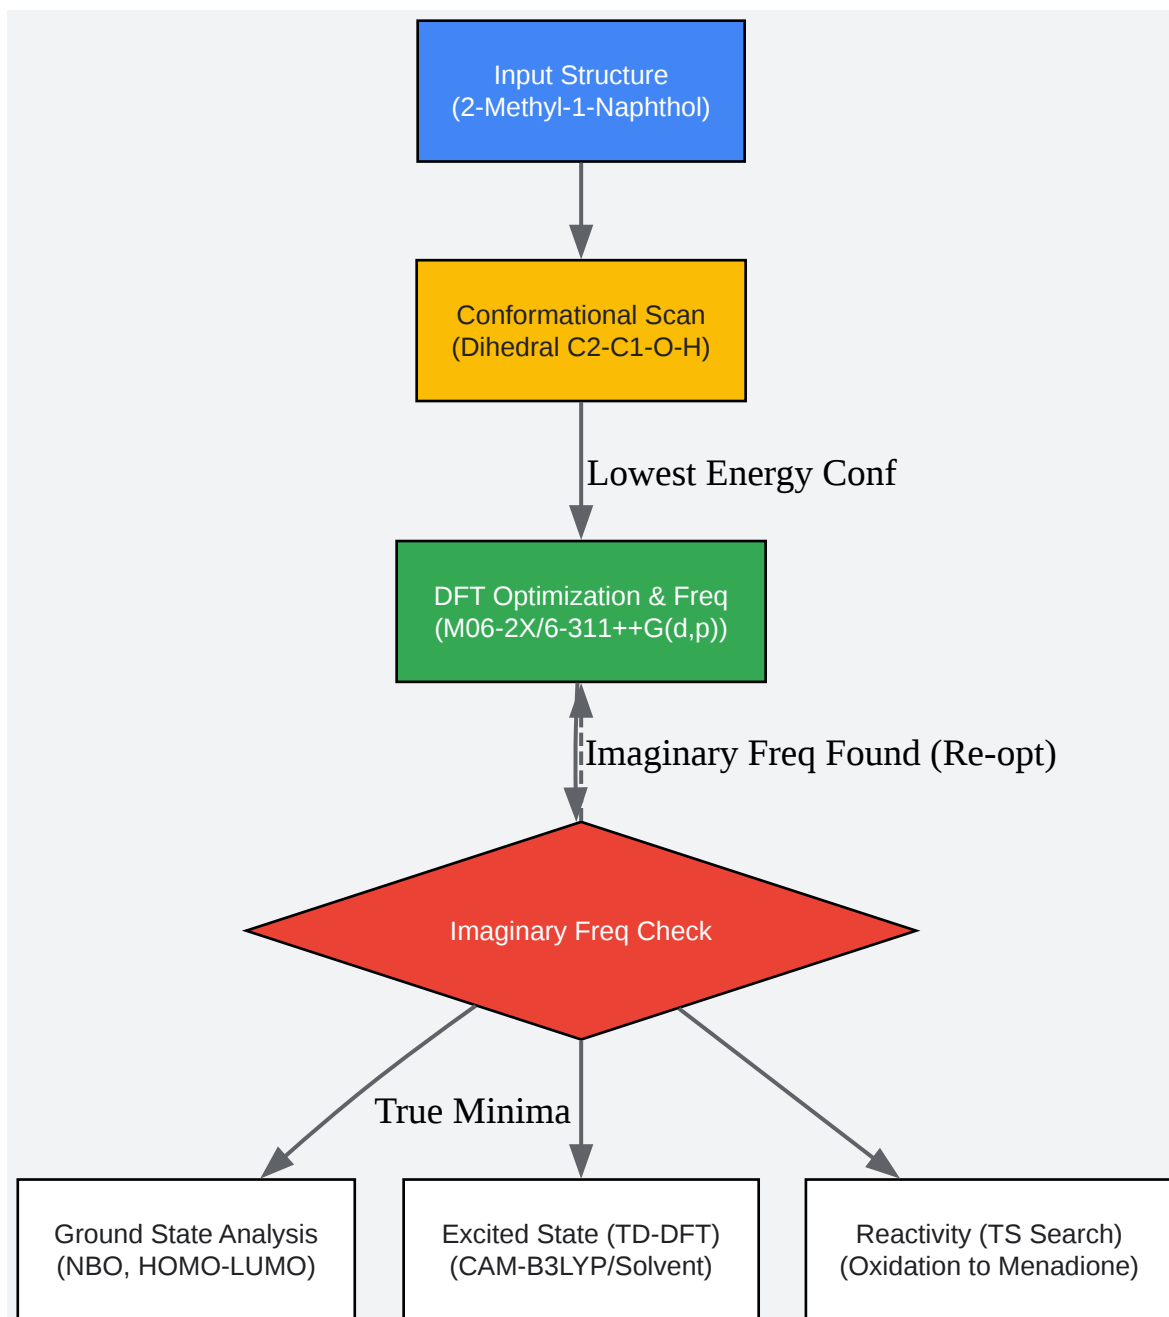 Input Structure
(2-Methyl-1-Naphthol)
Conformational Scan
(Dihedral C2-C1-O-H)
Lowest Energy Conf
DFT Optimization & Freq
(M06-2X/6-311++G(d,p))
Imaginary Freq Found (Re-opt)
Imaginary Freq Check
True Minima
Ground State Analysis
(NBO, HOMO-LUMO)
Excited State (TD-DFT)
(CAM-B3LYP/Solvent)
Reactivity (TS Search)
(Oxidation to Menadione)